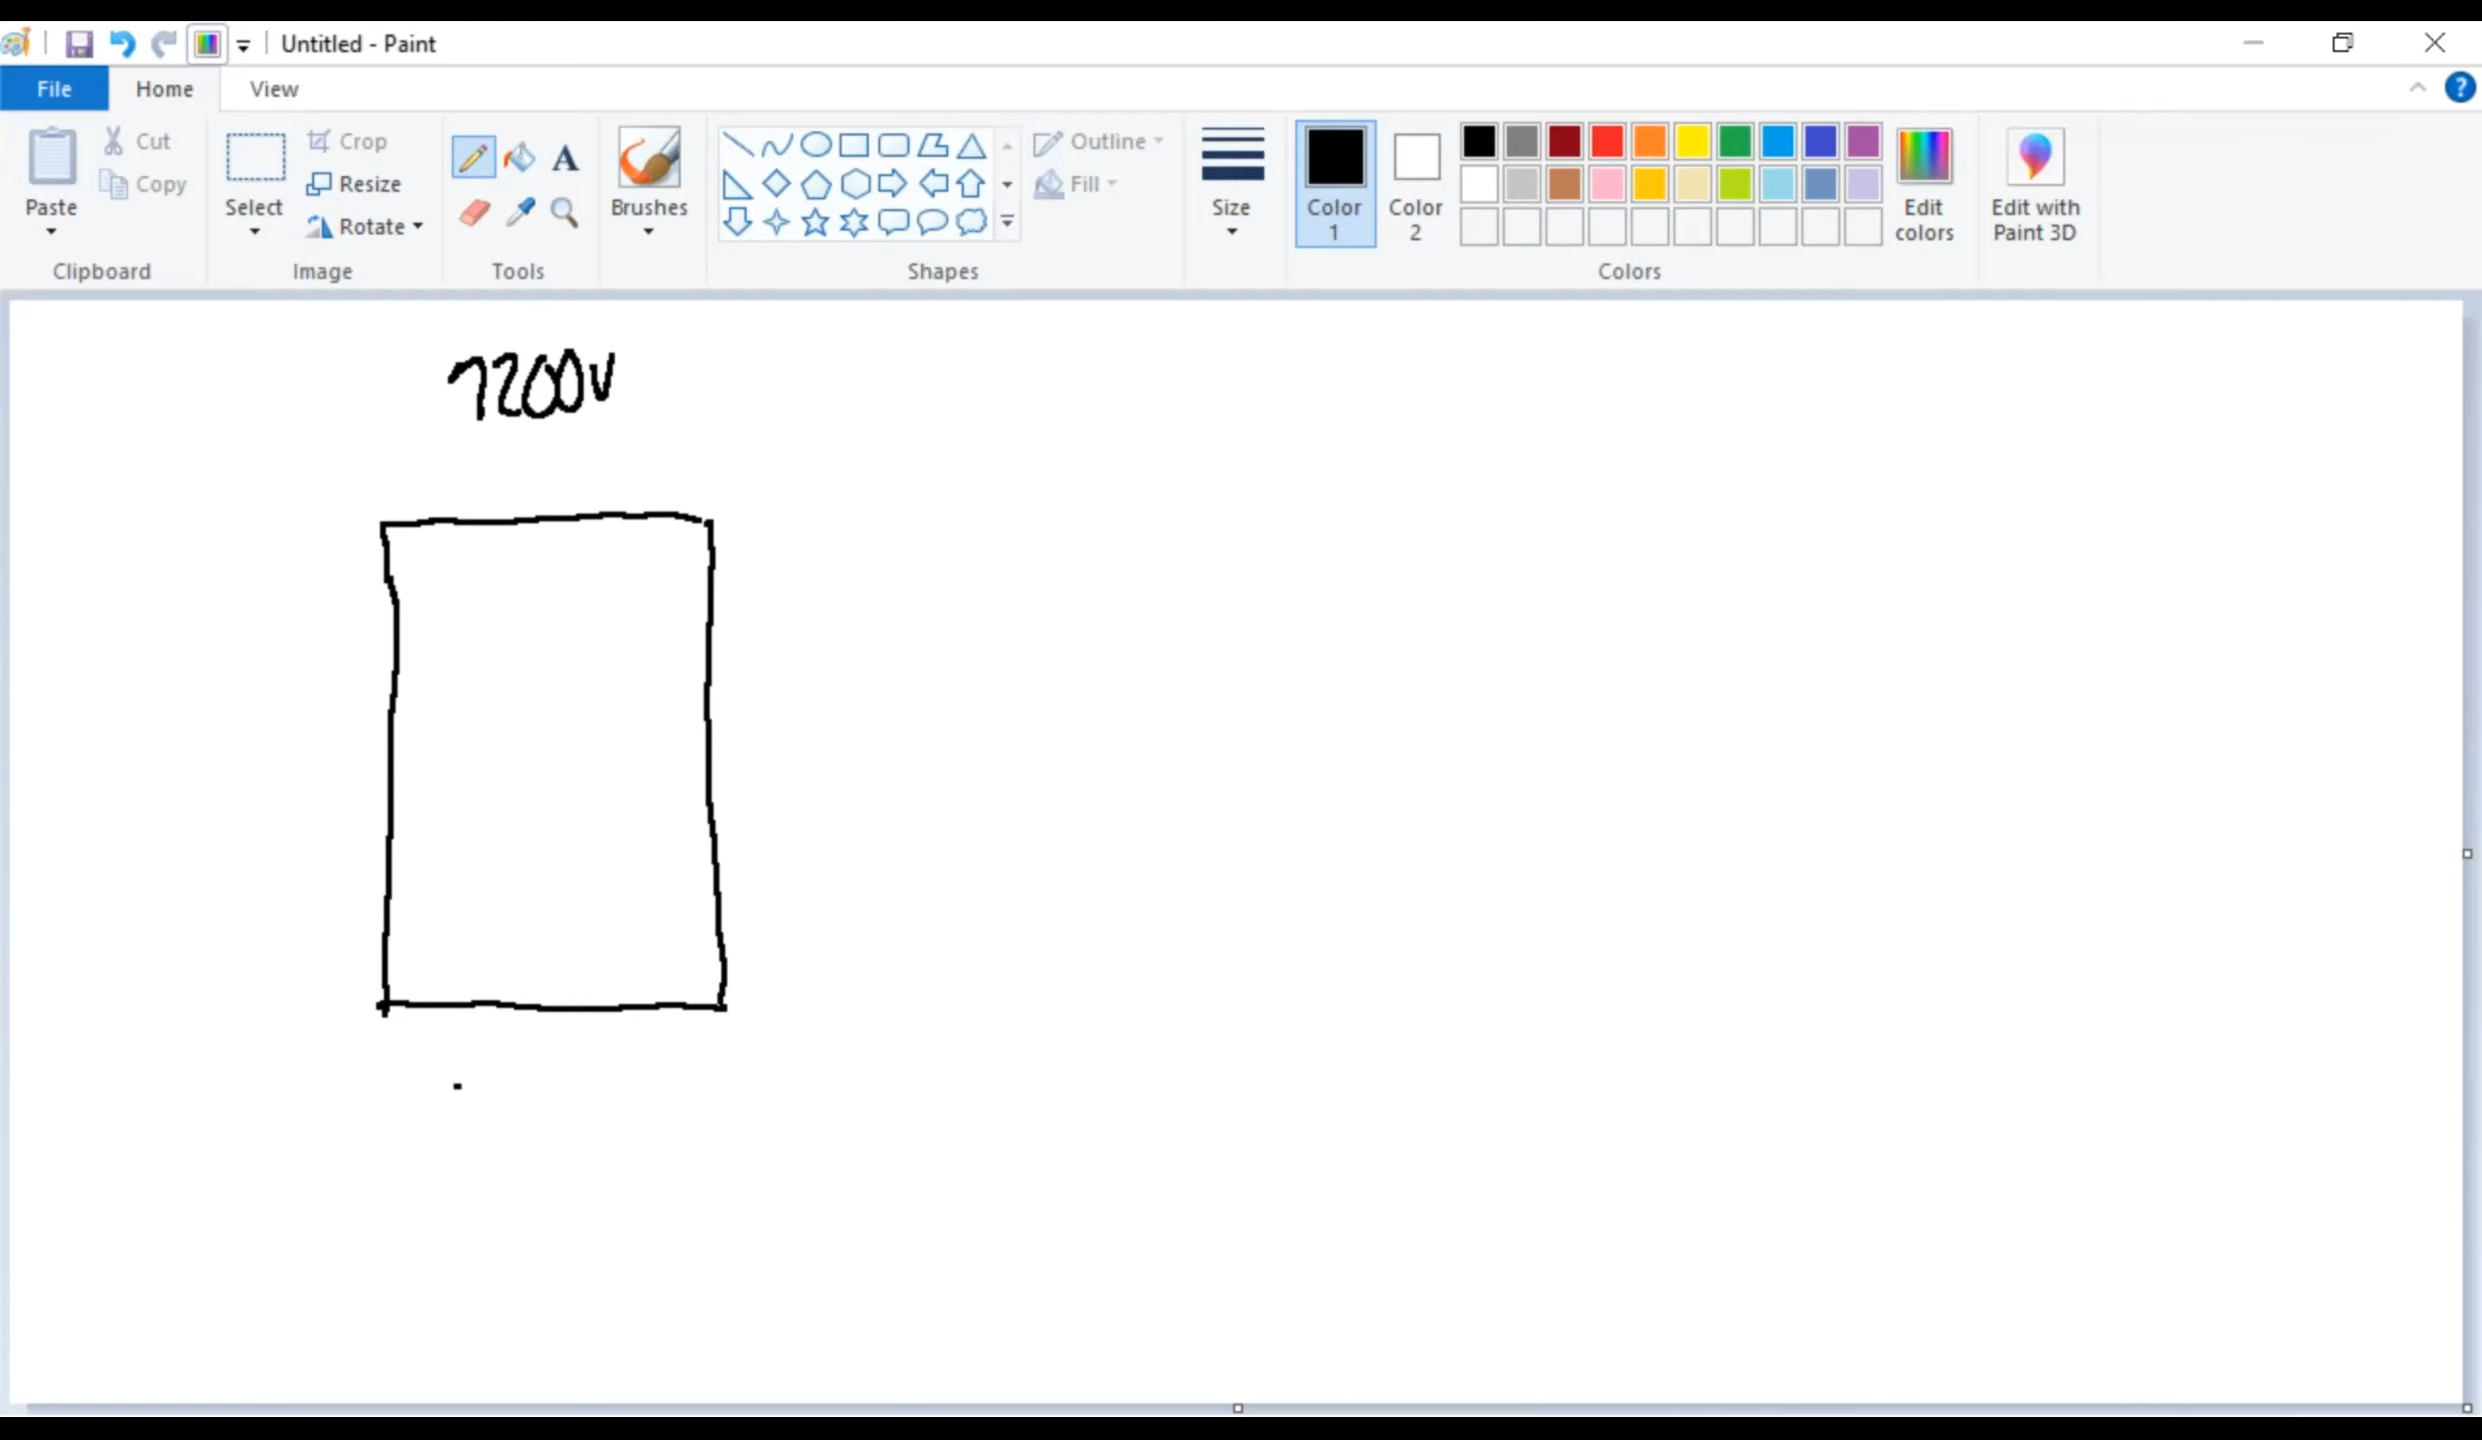 Untitled - Paint
File Home View
Paste
Cut
Copy
Clipboard
Select
Crop
Resize
Rotate
Image
A
Tools
Brushes
Outline
Fill
Shapes
Size
Color 1
Color 2
Edit colors
Colors
Edit with Paint 3D
?
7200v